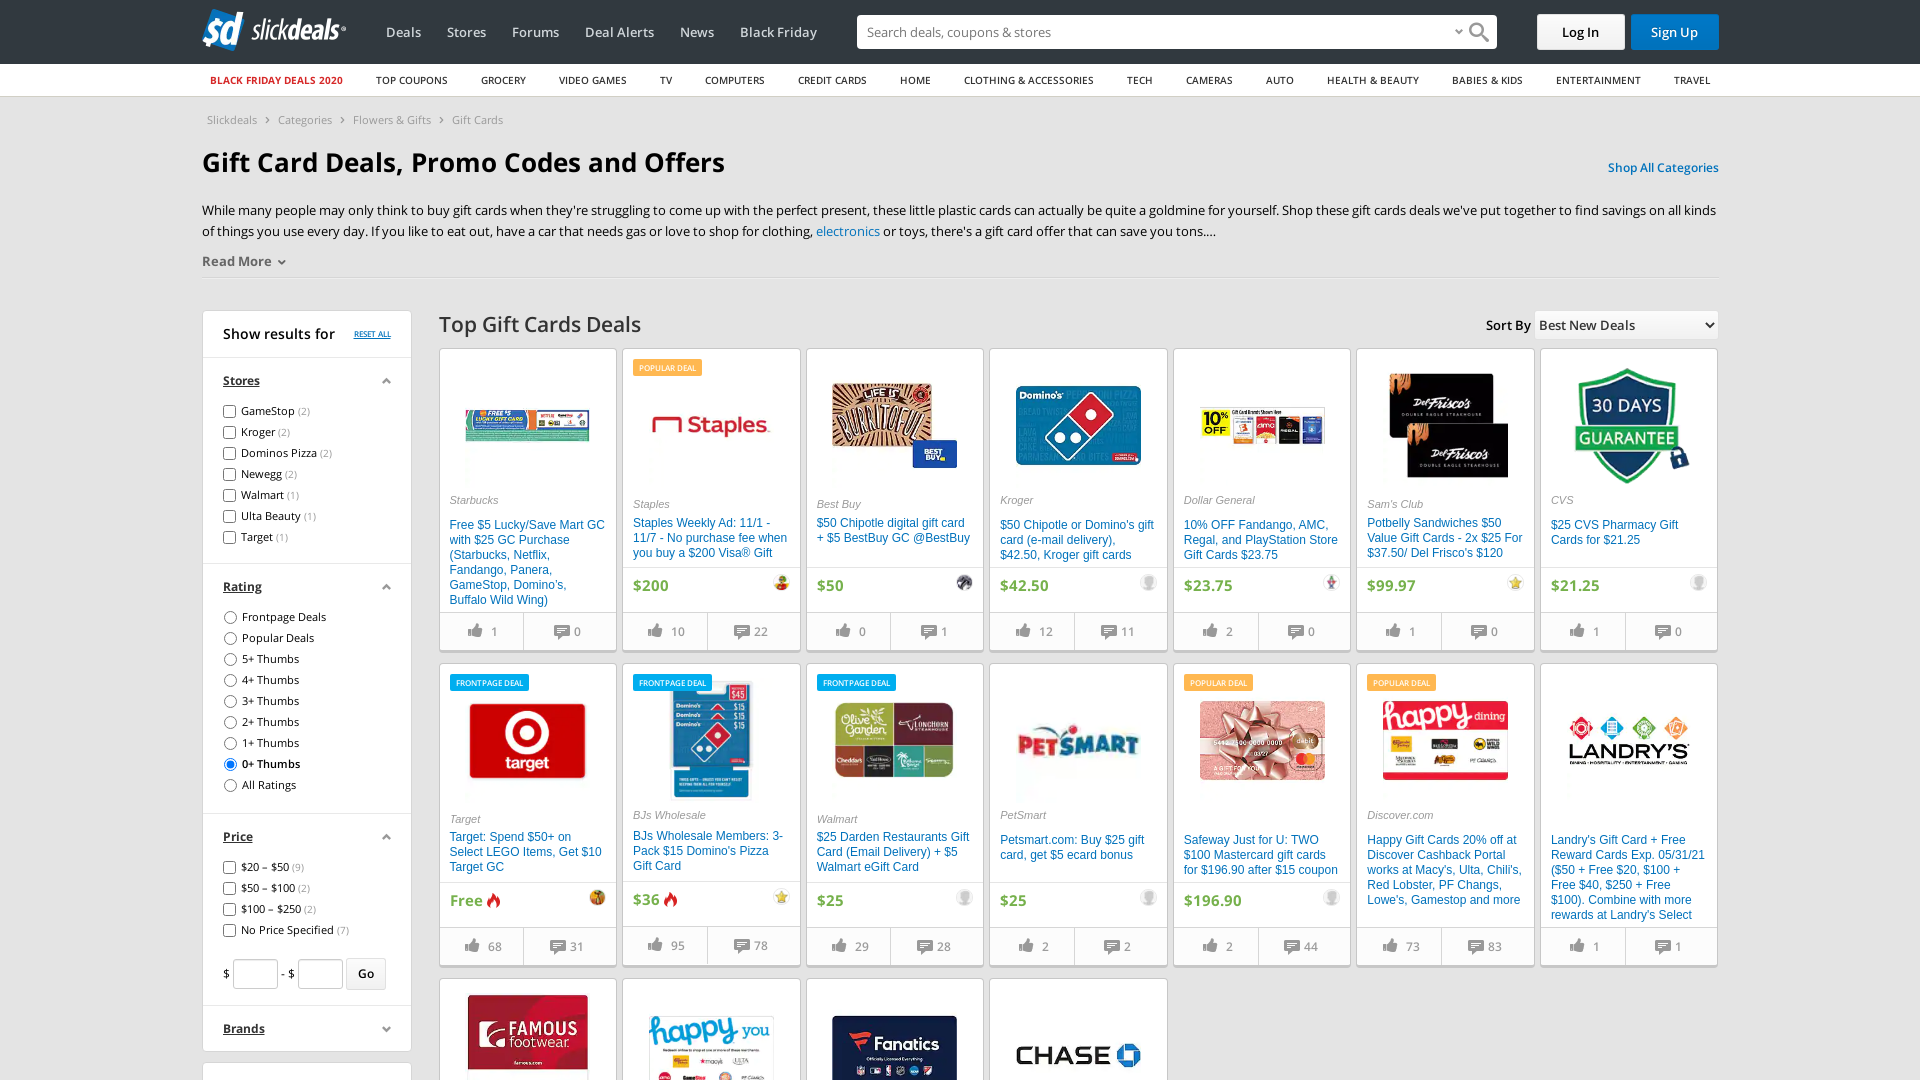 sd slickdeals
Deals
Stores
Forums
Deal Alerts
News
Black Friday
Search deals, coupons & stores
Log In
Sign Up
BLACK FRIDAY DEALS 2020
TOP COUPONS
GROCERY
VIDEO GAMES
TV
COMPUTERS
CREDIT CARDS
HOME
CLOTHING & ACCESSORIES
TECH
CAMERAS
AUTO
HEALTH & BEAUTY
BABIES & KIDS
ENTERTAINMENT
TRAVEL
Slickdeals › Categories › Flowers & Gifts › Gift Cards
Gift Card Deals, Promo Codes and Offers
Shop All Categories
While many people may only think to buy gift cards when they're struggling to come up with the perfect present, these little plastic cards can actually be quite a goldmine for yourself. Shop these gift cards deals we've put together to find savings on all kinds
of things you use every day. If you like to eat out, have a car that needs gas or love to shop for clothing, electronics or toys, there's a gift card offer that can save you tons....
Read More
Show results for
RESET ALL
Stores
GameStop (2)
Kroger (2)
Dominos Pizza (2)
Newegg (2)
Walmart (1)
Ulta Beauty (1)
Target (1)
Rating
Frontpage Deals
Popular Deals
5+ Thumbs
4+ Thumbs
3+ Thumbs
2+ Thumbs
1+ Thumbs
0+ Thumbs
All Ratings
Price
$20 – $50 (9)
$50 – $100 (2)
$100 – $250 (2)
No Price Specified (7)
$ - $ Go
Brands
Top Gift Cards Deals
Sort By Best New Deals
Starbucks
Free $5 Lucky/Save Mart GC
with $25 GC Purchase
(Starbucks, Netflix,
Fandango, Panera,
GameStop, Domino's,
Buffalo Wild Wing)
1
0
POPULAR DEAL
Staples
Staples
Staples Weekly Ad: 11/1 -
11/7 - No purchase fee when
you buy a $200 Visa® Gift
$200
10
22
LIFE IS
BURRITOFUL
BEST
BUY
Best Buy
$50 Chipotle digital gift card
+ $5 BestBuy GC @BestBuy
$50
0
1
Domino's
Kroger
$50 Chipotle or Domino's gift
card (e-mail delivery),
$42.50, Kroger gift cards
$42.50
12
11
10%
OFF
Dollar General
10% OFF Fandango, AMC,
Regal, and PlayStation Store
Gift Cards $23.75
$23.75
2
0
Del Frisco's
DOUBLE EAGLE STEAKHOUSE
Del Frisco's
DOUBLE EAGLE STEAKHOUSE
Sam's Club
Potbelly Sandwiches $50
Value Gift Cards - 2x $25 For
$37.50/ Del Frisco's $120
$99.97
1
0
30 DAYS
GUARANTEE
CVS
$25 CVS Pharmacy Gift
Cards for $21.25
$21.25
1
0
FRONTPAGE DEAL
target
Target
Target: Spend $50+ on
Select LEGO Items, Get $10
Target GC
Free
68
31
FRONTPAGE DEAL
$45
Domino's $15
Domino's $15
Domino's $15
BJs Wholesale
BJs Wholesale Members: 3-
Pack $15 Domino's Pizza
Gift Card
$36
95
78
FRONTPAGE DEAL
Olive Garden
LONGHORN
STEAKHOUSE
Cheddar's
Walmart
$25 Darden Restaurants Gift
Card (Email Delivery) + $5
Walmart eGift Card
$25
29
28
PETSMART
PetSmart
Petsmart.com: Buy $25 gift
card, get $5 ecard bonus
$25
2
2
POPULAR DEAL
debit
Safeway Just for U: TWO
$100 Mastercard gift cards
for $196.90 after $15 coupon
$196.90
2
44
POPULAR DEAL
happy dining
Discover.com
Happy Gift Cards 20% off at
Discover Cashback Portal
works at Macy's, Ulta, Chili's,
Red Lobster, PF Changs,
Lowe's, Gamestop and more
73
83
LANDRY'S
DINING · HOSPITALITY · ENTERTAINMENT · GAMING
Landry's Gift Card + Free
Reward Cards Exp. 05/31/21
($50 + Free $20, $100 +
Free $40, $250 + Free
$100). Combine with more
rewards at Landry's Select
1
1
FAMOUS
footwear
famous.com
happy you
Fanatics
CHASE